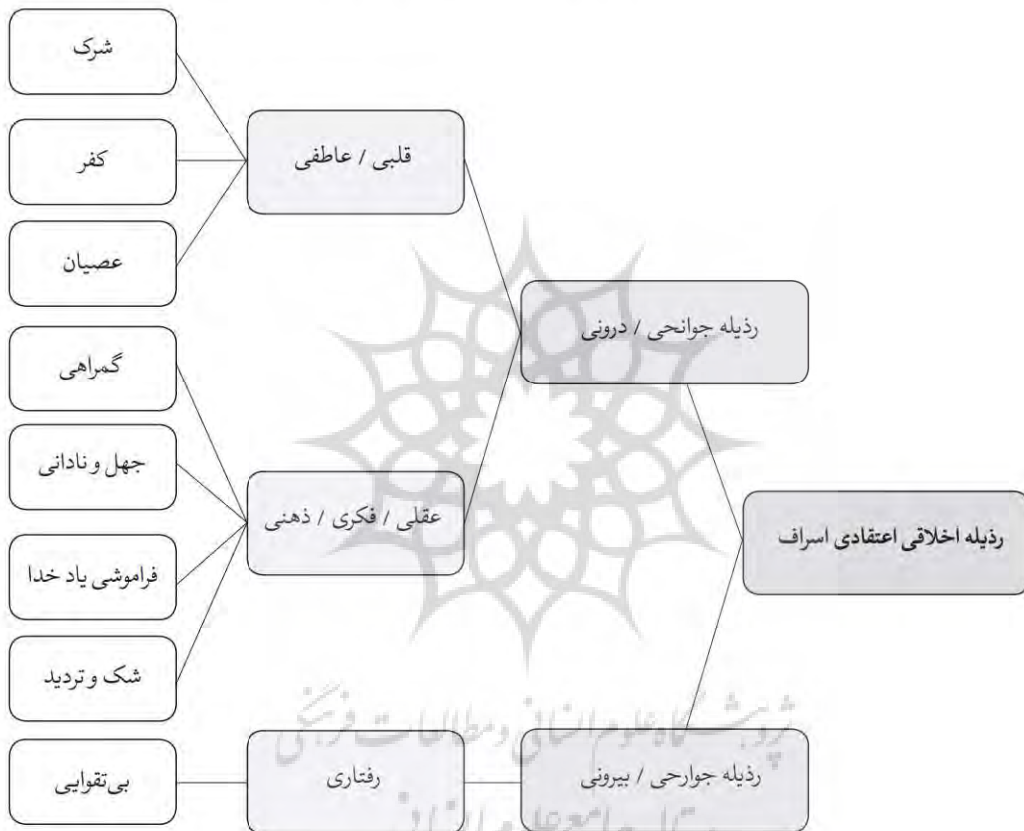 رذیله اخلاقی اعتقادی اسراف
رذیله جوانحی / درونی
قلبی / عاطفی
شرک
کفر
عصیان
عقلی / فکری / ذهنی
گمراهی
جهل و نادانی
فراموشی یاد خدا
شک و تردید
رذیله جوارحی / بیرونی
رفتاری
بی‌تقوایی
پژوهشگاه علوم انسانی و مطالعات فرهنگی